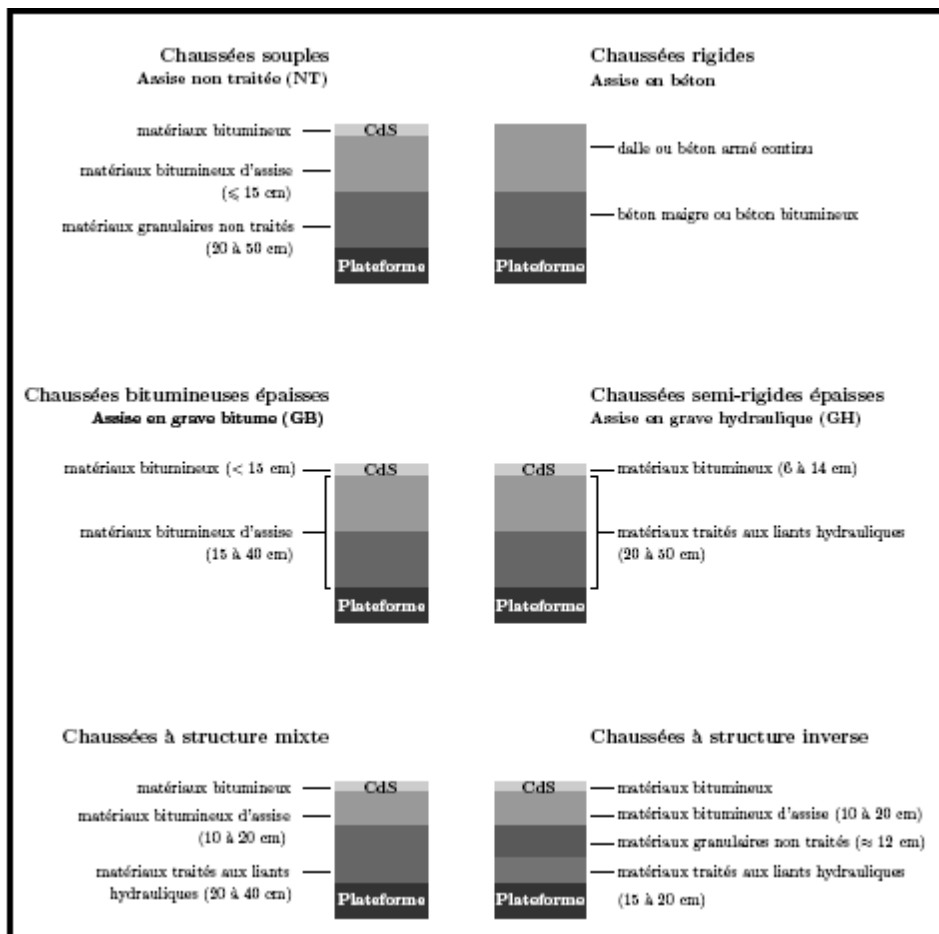 Chaussées souples
Assise non traitée (NT)
matériaux bitumineux
CdS
matériaux bitumineux d'assise
(⩽ 15 cm)
matériaux granulaires non traités
(20 à 50 cm)
Plateforme
Chaussées rigides
Assise en béton
dalle ou béton armé continu
béton maigre ou béton bitumineux
Plateforme
Chaussées bitumineuses épaisses
Assise en grave bitume (GB)
matériaux bitumineux (< 15 cm)
CdS
matériaux bitumineux d'assise
(15 à 40 cm)
Plateforme
Chaussées semi-rigides épaisses
Assise en grave hydraulique (GH)
CdS
matériaux bitumineux (6 à 14 cm)
matériaux traités aux liants hydrauliques
(20 à 50 cm)
Plateforme
Chaussées à structure mixte
matériaux bitumineux
CdS
matériaux bitumineux d'assise
(10 à 20 cm)
matériaux traités aux liants
hydrauliques (20 à 40 cm)
Plateforme
Chaussées à structure inverse
CdS
matériaux bitumineux
matériaux bitumineux d'assise (10 à 20 cm)
matériaux granulaires non traités (≈ 12 cm)
matériaux traités aux liants hydrauliques
(15 à 20 cm)
Plateforme